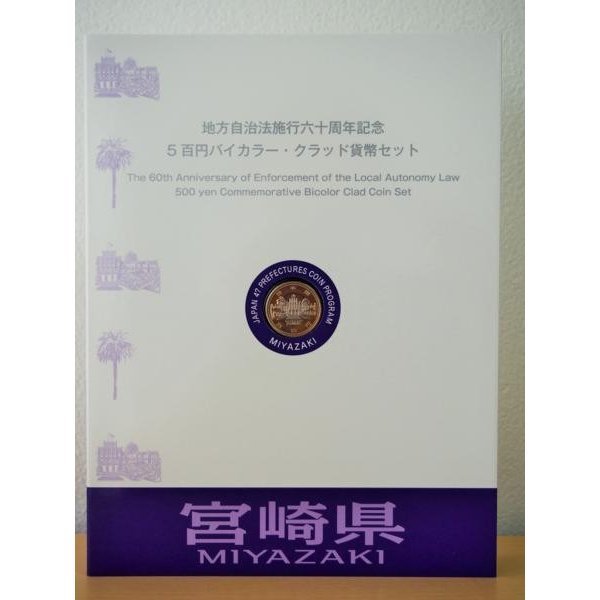 地方自治法施行六十周年記念
5百円バイカラー・クラッド貨幣セット
The 60th Anniversary of Enforcement of the Local Autonomy Law
500 yen Commemorative Bicolor Clad Coin Set
JAPAN 47 PREFECTURES COIN PROGRAM
MIYAZAKI
宮崎県
MIYAZAKI